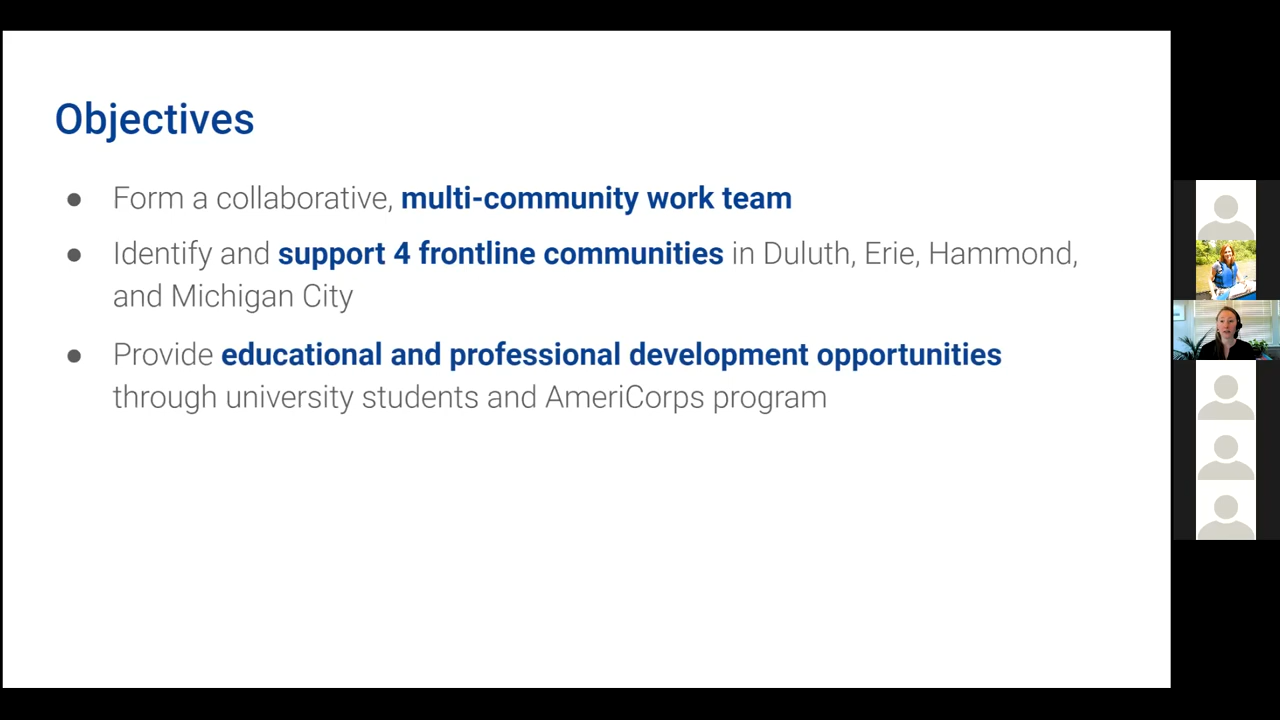 Objectives
● Form a collaborative, multi-community work team
● Identify and support 4 frontline communities in Duluth, Erie, Hammond,
and Michigan City
● Provide educational and professional development opportunities
through university students and AmeriCorps program